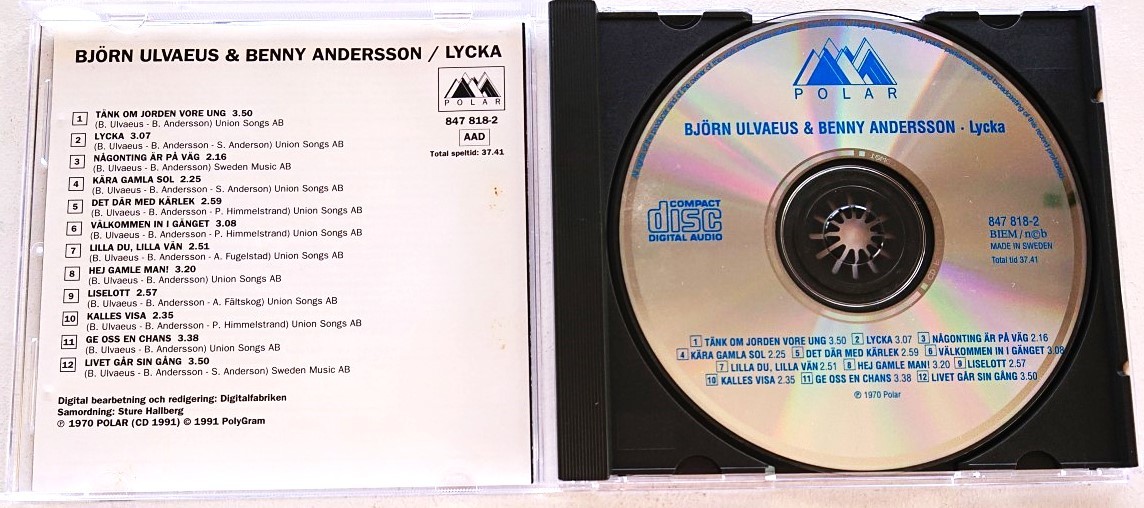 BJÖRN ULVAEUS & BENNY ANDERSSON / LYCKA
POLAR
847 818-2
AAD
Total speltid: 37.41
1 TÄNK OM JORDEN VORE UNG 3.50
(B. Ulvaeus - B. Andersson) Union Songs AB
2 LYCKA 3.07
(B. Ulvaeus - B. Andersson - S. Anderson) Union Songs AB
3 NÅGONTING ÄR PÅ VÄG 2.16
(B. Ulvaeus - B. Andersson) Sweden Music AB
4 KÄRA GAMLA SOL 2.25
(B. Ulvaeus - B. Andersson - S. Anderson) Union Songs AB
5 DET DÄR MED KÄRLEK 2.59
(B. Ulvaeus - B. Andersson - P. Himmelstrand) Union Songs AB
6 VÄLKOMMEN IN I GÄNGET 3.08
(B. Ulvaeus - B. Andersson - P. Himmelstrand) Union Songs AB
7 LILLA DU, LILLA VÄN 2.51
(B. Ulvaeus - B. Andersson - A. Fugelstad) Union Songs AB
8 HEJ GAMLE MAN! 3.20
(B. Ulvaeus - B. Andersson) Union Songs AB
9 LISELOTT 2.57
(B. Ulvaeus - B. Andersson - A. Fältskog) Union Songs AB
10 KALLES VISA 2.35
(B. Ulvaeus - B. Andersson - P. Himmelstrand) Union Songs AB
11 GE OSS EN CHANS 3.38
(B. Ulvaeus - B. Andersson) Union Songs AB
12 LIVET GÅR SIN GÅNG 3.50
(B. Ulvaeus - B. Andersson - S. Anderson) Sweden Music AB
Digital bearbetning och redigering: Digitalfabriken
Samordning: Sture Hallberg
℗ 1970 POLAR (CD 1991) © 1991 PolyGram
POLAR
BJÖRN ULVAEUS & BENNY ANDERSSON · Lycka
COMPACT
disc
DIGITAL AUDIO
847 818-2
BIEM / n©b
MADE IN SWEDEN
Total tid 37.41
1 TÄNK OM JORDEN VORE UNG 3.50 2 LYCKA 3.07 3 NÅGONTING ÄR PÅ VÄG 2.16
4 KÄRA GAMLA SOL 2.25 5 DET DÄR MED KÄRLEK 2.59 6 VÄLKOMMEN IN I GÄNGET 3.08
7 LILLA DU, LILLA VÄN 2.51 8 HEJ GAMLE MAN! 3.20 9 LISELOTT 2.57
10 KALLES VISA 2.35 11 GE OSS EN CHANS 3.38 12 LIVET GÅR SIN GÅNG 3.50
℗ 1970 Polar